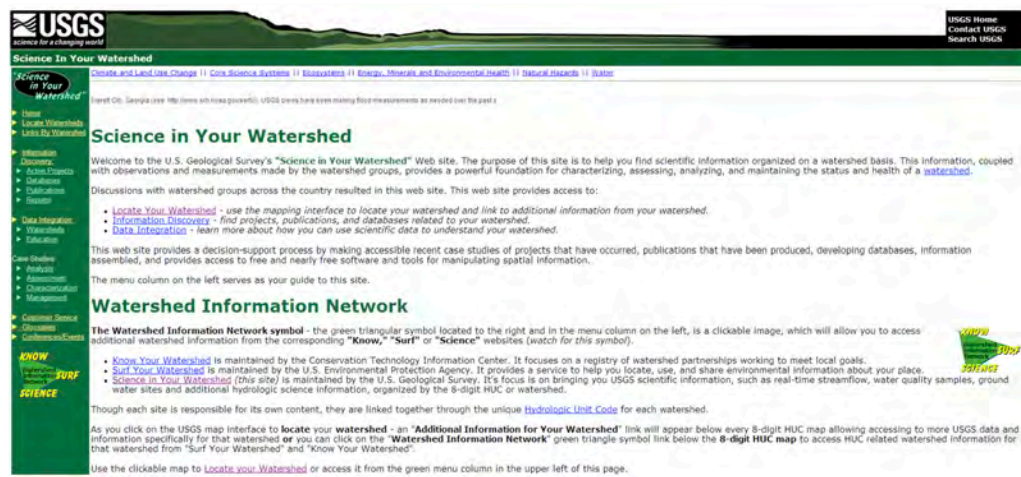 USGS
science for a changing world
USGS Home
Contact USGS
Search USGS
Science In Your Watershed
"Science
in Your
Watershed"
Home
Locate Watersheds
Links By Watershed
Information
Discovery:
Active Projects
Databases
Publications
Reports
Data Integration:
Watersheds
Education
Case Studies:
Analysis
Assessment
Characterization
Management
Customer Service
Glossaries
Conferences/Events
KNOW
Watershed
Information
Network
SURF
SCIENCE
Climate and Land Use Change || Core Science Systems || Ecosystems || Energy, Minerals and Environmental Health || Natural Hazards || Water
USGS crews have been making flood measurements as needed over the past
Science in Your Watershed
Welcome to the U.S. Geological Survey's "Science in Your Watershed" Web site. The purpose of this site is to help you find scientific information organized on a watershed basis. This information, coupled
with observations and measurements made by the watershed groups, provides a powerful foundation for characterizing, assessing, analyzing, and maintaining the status and health of a watershed.
Discussions with watershed groups across the country resulted in this web site. This web site provides access to:
• Locate Your Watershed - use the mapping interface to locate your watershed and link to additional information from your watershed.
• Information Discovery - find projects, publications, and databases related to your watershed.
• Data Integration - learn more about how you can use scientific data to understand your watershed.
This web site provides a decision-support process by making accessible recent case studies of projects that have occurred, publications that have been produced, developing databases, information
assembled, and provides access to free and nearly free software and tools for manipulating spatial information.
The menu column on the left serves as your guide to this site.
Watershed Information Network
The Watershed Information Network symbol - the green triangular symbol located to the right and in the menu column on the left, is a clickable image, which will allow you to access
additional watershed information from the corresponding "Know," "Surf" or "Science" websites (watch for this symbol).
KNOW
Watershed
Information
Network
SURF
SCIENCE
• Know Your Watershed is maintained by the Conservation Technology Information Center. It focuses on a registry of watershed partnerships working to meet local goals.
• Surf Your Watershed is maintained by the U.S. Environmental Protection Agency. It provides a service to help you locate, use, and share environmental information about your place.
• Science in Your Watershed (this site) is maintained by the U.S. Geological Survey. It's focus is on bringing you USGS scientific information, such as real-time streamflow, water quality samples, ground
water sites and additional hydrologic science information, organized by the 8-digit HUC or watershed.
Though each site is responsible for its own content, they are linked together through the unique Hydrologic Unit Code for each watershed.
As you click on the USGS map interface to locate your watershed - an "Additional Information for Your Watershed" link will appear below every 8-digit HUC map allowing accessing to more USGS data and
information specifically for that watershed or you can click on the "Watershed Information Network" green triangle symbol link below the 8-digit HUC map to access HUC related watershed information for
that watershed from "Surf Your Watershed" and "Know Your Watershed".
Use the clickable map to Locate your Watershed or access it from the green menu column in the upper left of this page.